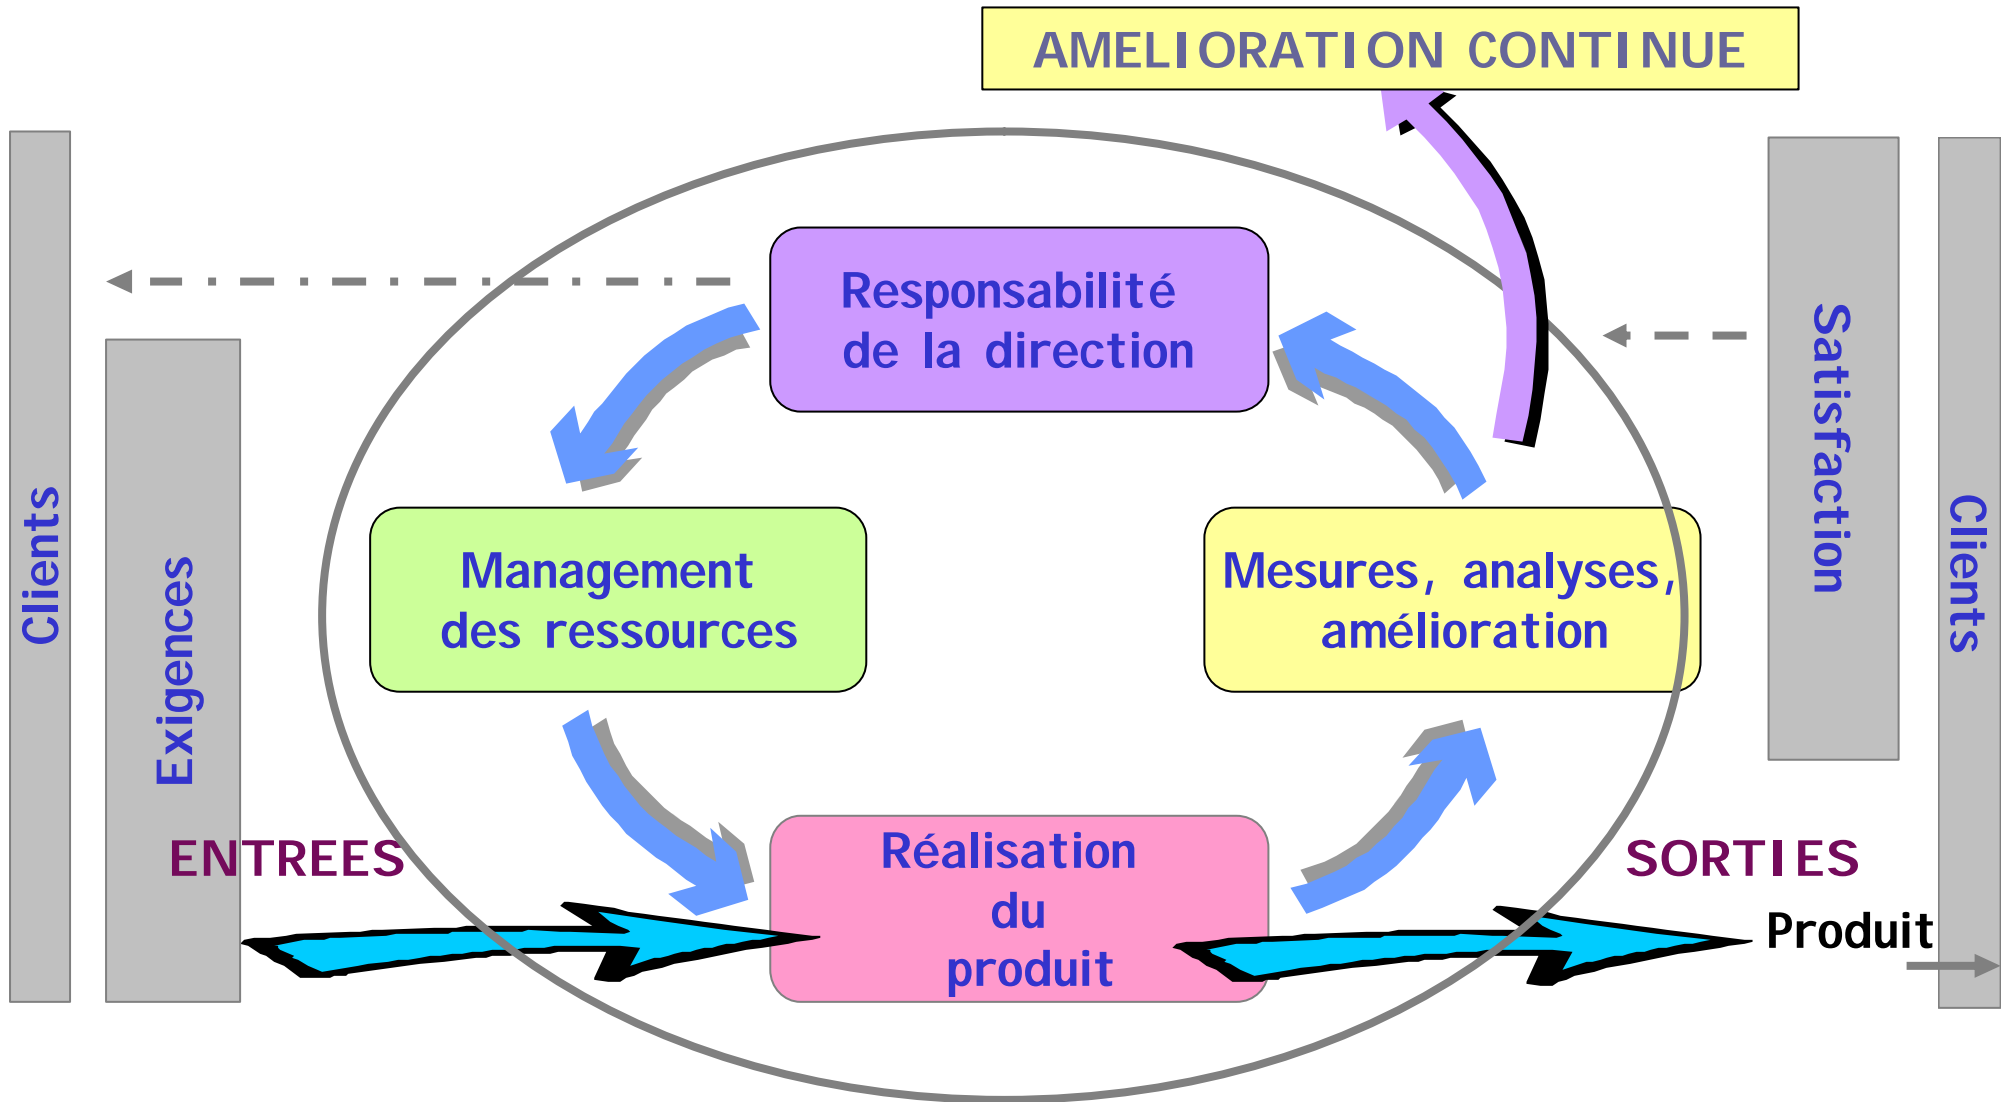 AMELIORATION CONTINUE
Clients
Exigences
Responsabilité
de la direction
Satisfaction
Clients
Management
des ressources
Mesures, analyses,
amélioration
ENTREES
Réalisation
du
produit
SORTIES
Produit